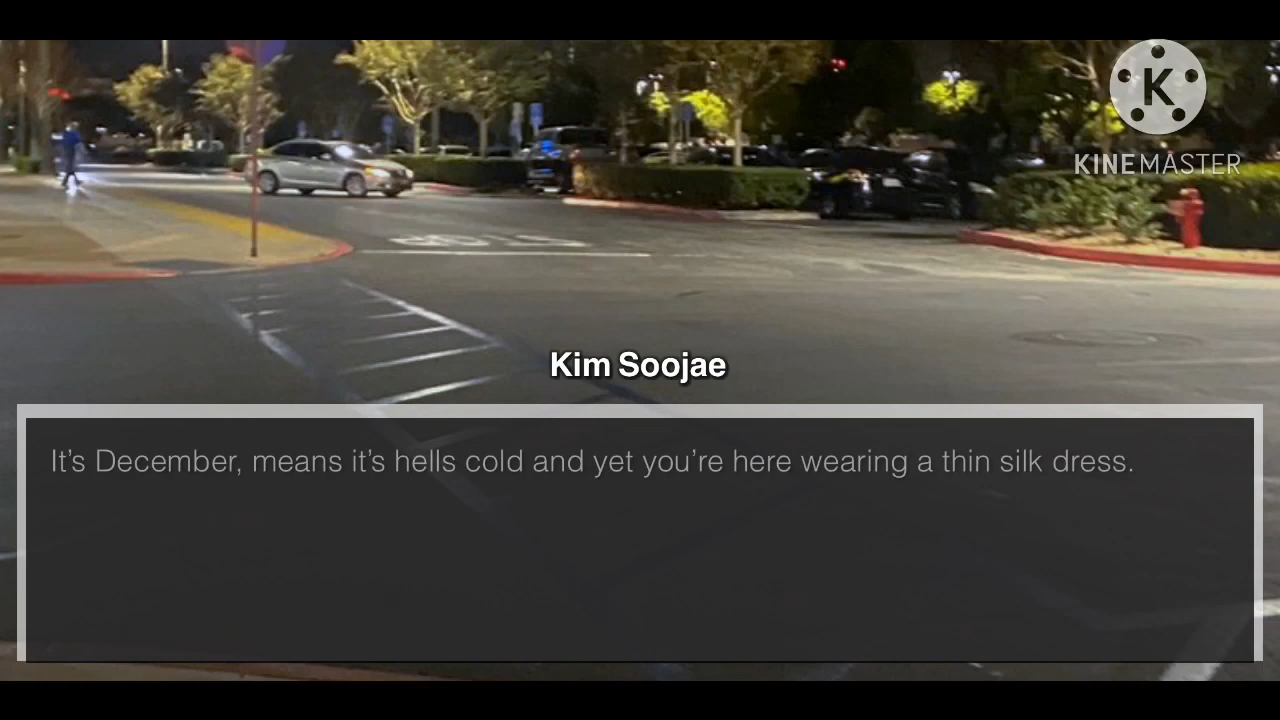 KINEMASTER
Kim Soojae
It's December, means it's hells cold and yet you're here wearing a thin silk dress.